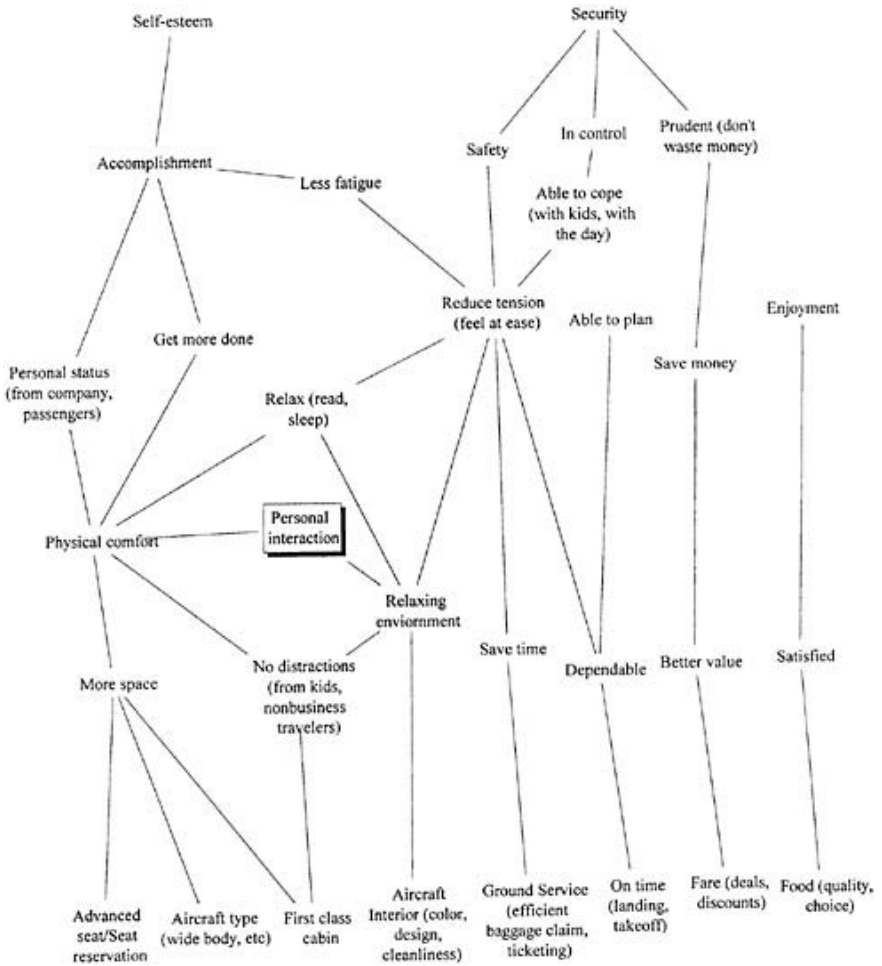 Self-esteem
Security
Safety
In control
Prudent (don't
waste money)
Accomplishment
Less fatigue
Able to cope
(with kids, with
the day)
Reduce tension
(feel at ease)
Able to plan
Enjoyment
Get more done
Personal status
(from company,
passengers)
Relax (read,
sleep)
Save money
Physical comfort
Personal
interaction
Relaxing
enviornment
More space
No distractions
(from kids,
nonbusiness
travelers)
Save time
Dependable
Better value
Satisfied
Advanced
seat/Seat
reservation
Aircraft type
(wide body, etc)
First class
cabin
Aircraft
Interior (color,
design,
cleanliness)
Ground Service
(efficient
baggage claim,
ticketing)
On time
(landing,
takeoff)
Fare (deals,
discounts)
Food (quality,
choice)